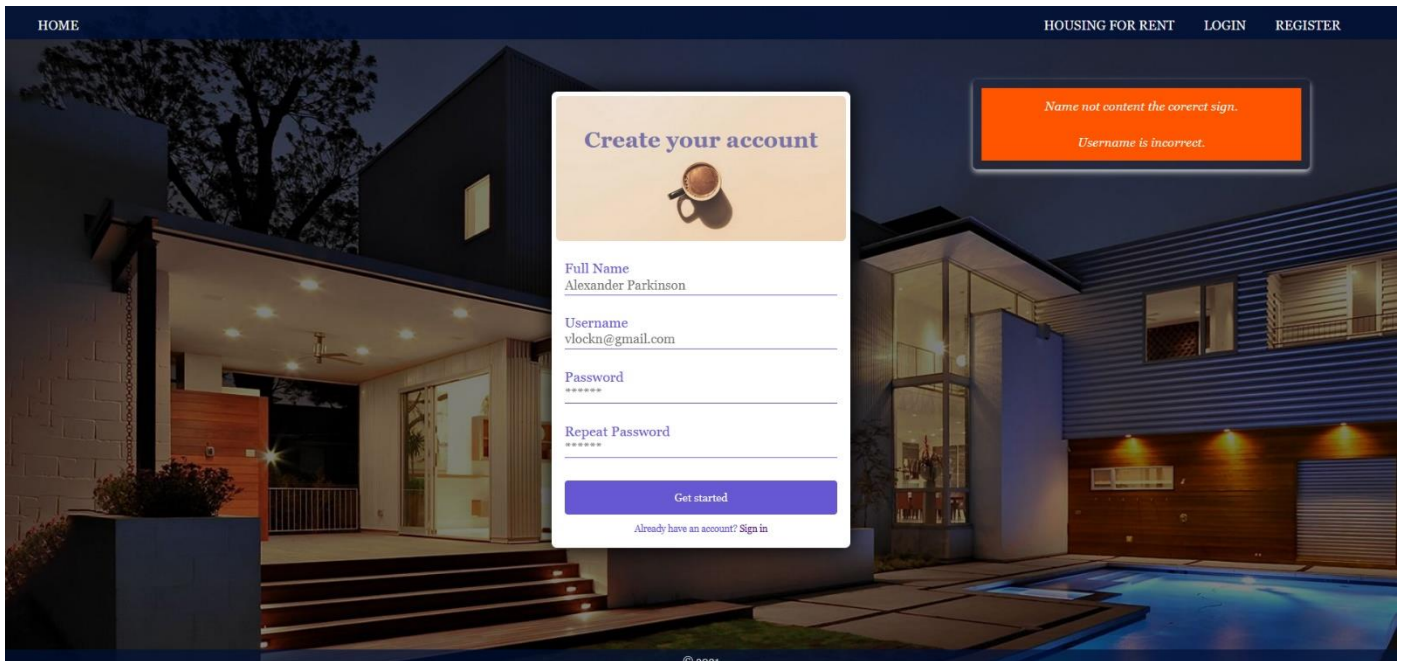 HOME
HOUSING FOR RENT LOGIN REGISTER
Name not content the corerct sign.
Username is incorrect.
Create your account
Full Name
Alexander Parkinson
Username
vlockn@gmail.com
Password
******
Repeat Password
******
Get started
Already have an account? Sign in